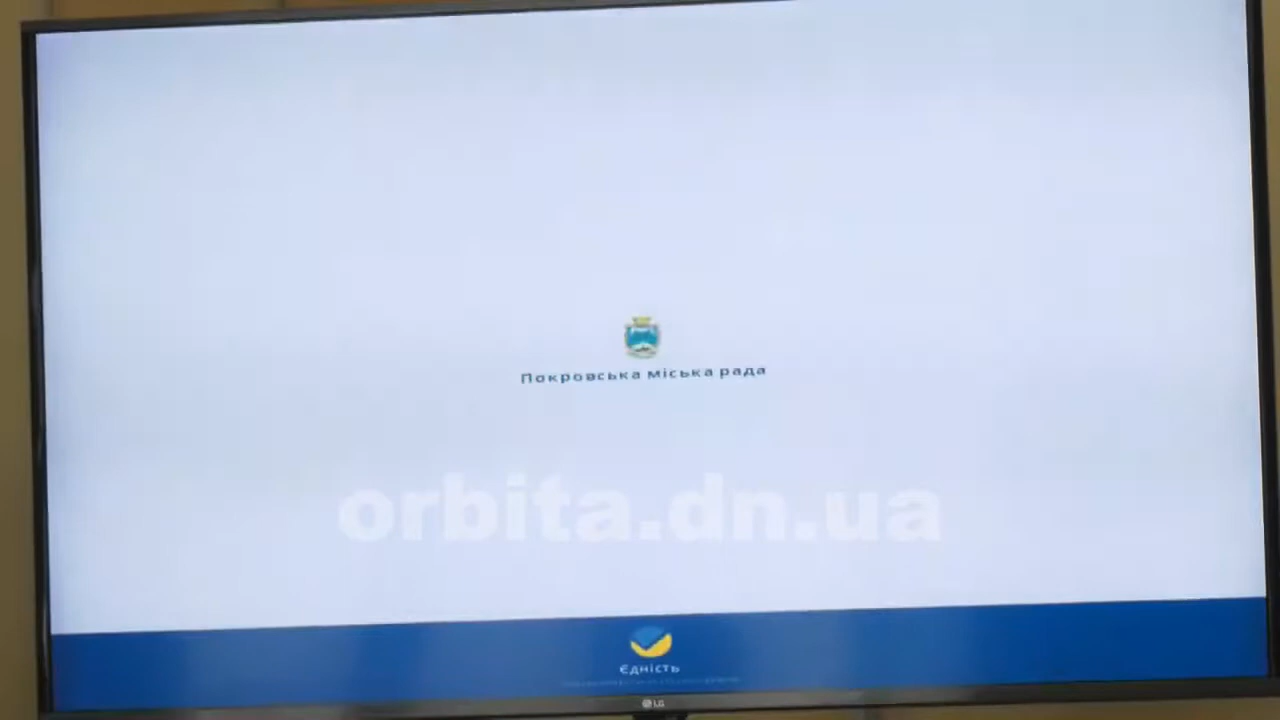 Покровська міська рада
orbita.dn.ua
Єдність
LG